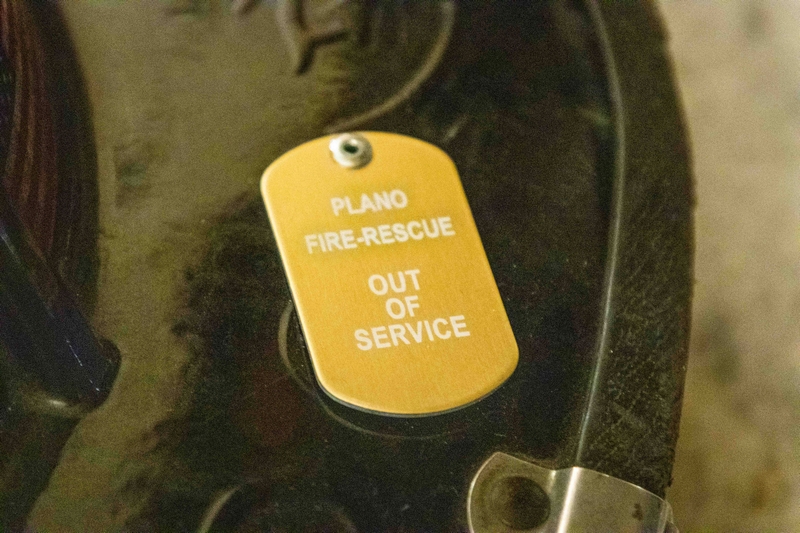 PLANO
FIRE-RESCUE
OUT
OF
SERVICE